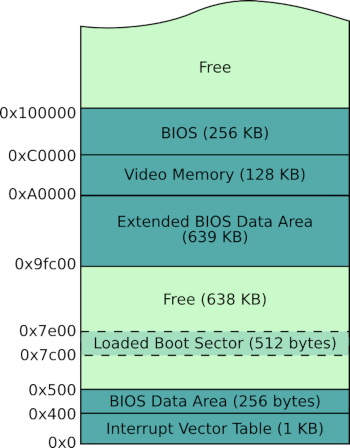 Free
0x100000
BIOS (256 KB)
0xC0000
Video Memory (128 KB)
0xA0000
Extended BIOS Data Area
(639 KB)
0x9fc00
Free (638 KB)
0x7e00
Loaded Boot Sector (512 bytes)
0x7c00
0x500
BIOS Data Area (256 bytes)
0x400
Interrupt Vector Table (1 KB)
0x0